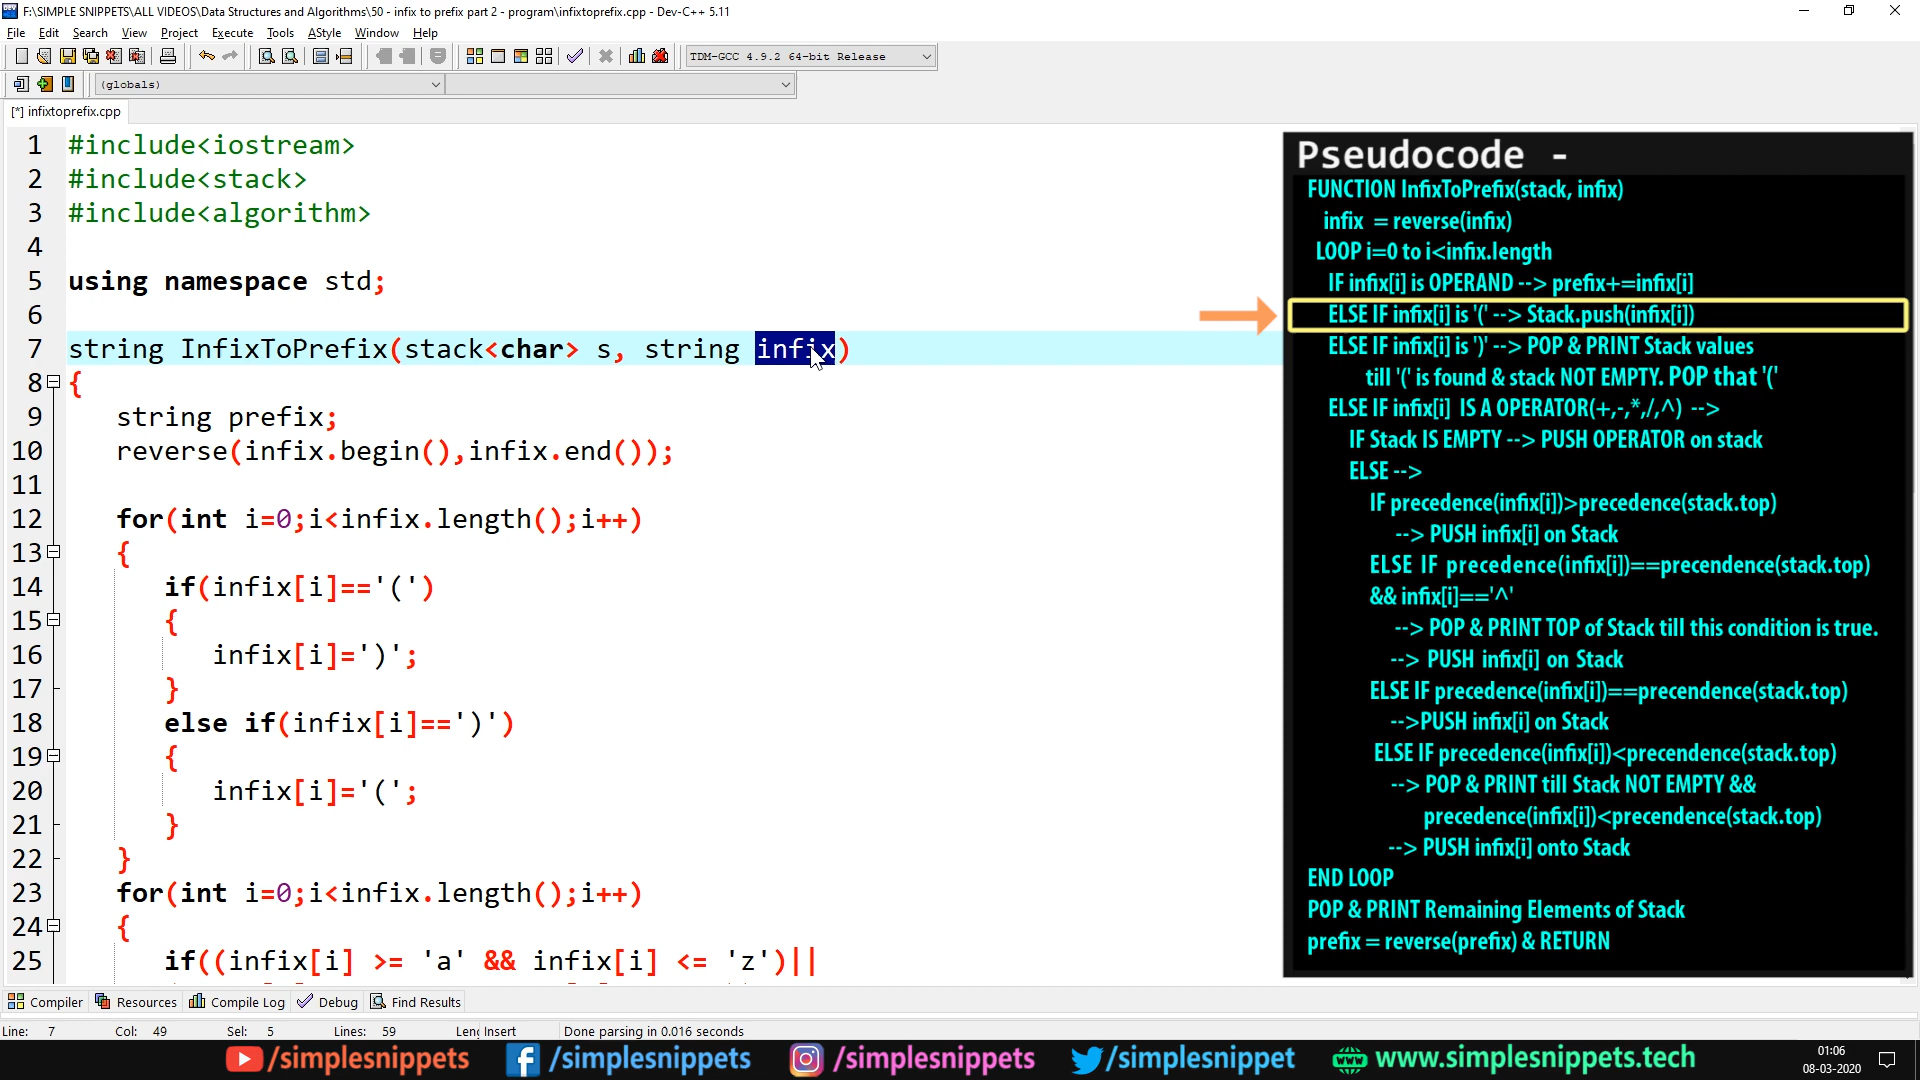 F:\SIMPLE SNIPPETS\ALL VIDEOS\Data Structures and Algorithms\50 - infix to prefix part 2 - program\infixtoprefix.cpp - Dev-C++ 5.11
File Edit Search View Project Execute Tools AStyle Window Help
TDM-GCC 4.9.2 64-bit Release
(globals)
[*] infixtoprefix.cpp
1 #include<iostream>
2 #include<stack>
3 #include<algorithm>
4
5 using namespace std;
6
7 string InfixToPrefix(stack<char> s, string infix)
8 {
9 string prefix;
10 reverse(infix.begin(),infix.end());
11
12 for(int i=0;i<infix.length();i++)
13 {
14 if(infix[i]=='(')
15 {
16 infix[i]=')';
17 }
18 else if(infix[i]==')')
19 {
20 infix[i]='(';
21 }
22 }
23 for(int i=0;i<infix.length();i++)
24 {
25 if((infix[i] >= 'a' && infix[i] <= 'z')||
Pseudocode -
FUNCTION InfixToPrefix(stack, infix)
infix = reverse(infix)
LOOP i=0 to i<infix.length
IF infix[i] is OPERAND --> prefix+=infix[i]
ELSE IF infix[i] is '(' --> Stack.push(infix[i])
ELSE IF infix[i] is ')' --> POP & PRINT Stack values
till '(' is found & stack NOT EMPTY. POP that '('
ELSE IF infix[i] IS A OPERATOR(+,-,*,/,^) -->
IF Stack IS EMPTY --> PUSH OPERATOR on stack
ELSE -->
IF precedence(infix[i])>precedence(stack.top)
--> PUSH infix[i] on Stack
ELSE IF precedence(infix[i])==precendence(stack.top)
&& infix[i]=='^'
--> POP & PRINT TOP of Stack till this condition is true.
--> PUSH infix[i] on Stack
ELSE IF precedence(infix[i])==precendence(stack.top)
-->PUSH infix[i] on Stack
ELSE IF precedence(infix[i])<precendence(stack.top)
--> POP & PRINT till Stack NOT EMPTY &&
precedence(infix[i])<precendence(stack.top)
--> PUSH infix[i] onto Stack
END LOOP
POP & PRINT Remaining Elements of Stack
prefix = reverse(prefix) & RETURN
Compiler Resources Compile Log Debug Find Results
Line: 7 Col: 49 Sel: 5 Lines: 59 Insert Done parsing in 0.016 seconds
/simplesnippets /simplesnippets /simplesnippets /simplesnippet www.simplesnippets.tech
01:06
08-03-2020